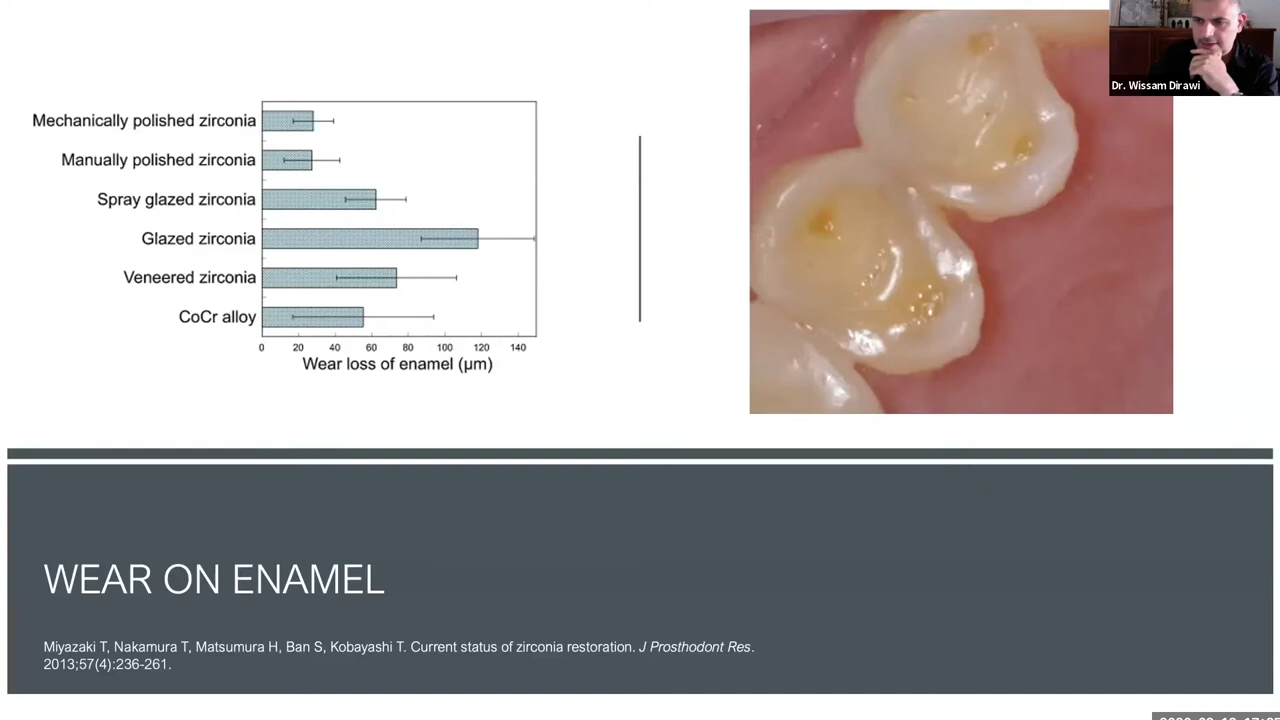 Dr. Wissam Dirawi
Mechanically polished zirconia
Manually polished zirconia
Spray glazed zirconia
Glazed zirconia
Veneered zirconia
CoCr alloy
0 20 40 60 80 100 120 140
Wear loss of enamel (µm)
WEAR ON ENAMEL
Miyazaki T, Nakamura T, Matsumura H, Ban S, Kobayashi T. Current status of zirconia restoration. J Prosthodont Res.
2013;57(4):236-261.